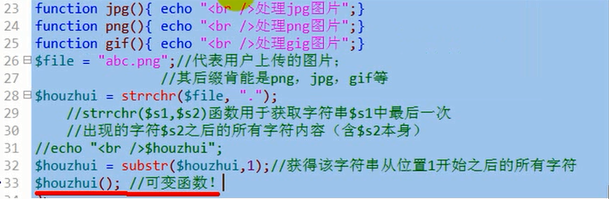 23 function jpg(){ echo "<br />处理jpg图片";}
24 function png(){ echo "<br />处理png图片";}
25 function gif(){ echo "<br />处理gig图片";}
26 $file = "abc.png";//代表用户上传的图片;
27 //其后缀肯能是png,jpg,gif等
28 $houzhui = strrchr($file, ".");
29 //strrchr($s1,$s2)函数用于获取字符串$s1中最后一次
30 //出现的字符$s2之后的所有字符内容(含$s2本身)
31 //echo "<br />$houzhui";
32 $houzhui = substr($houzhui,1);//获得该字符串从位置1开始之后的所有字符
33 $houzhui(); //可变函数!